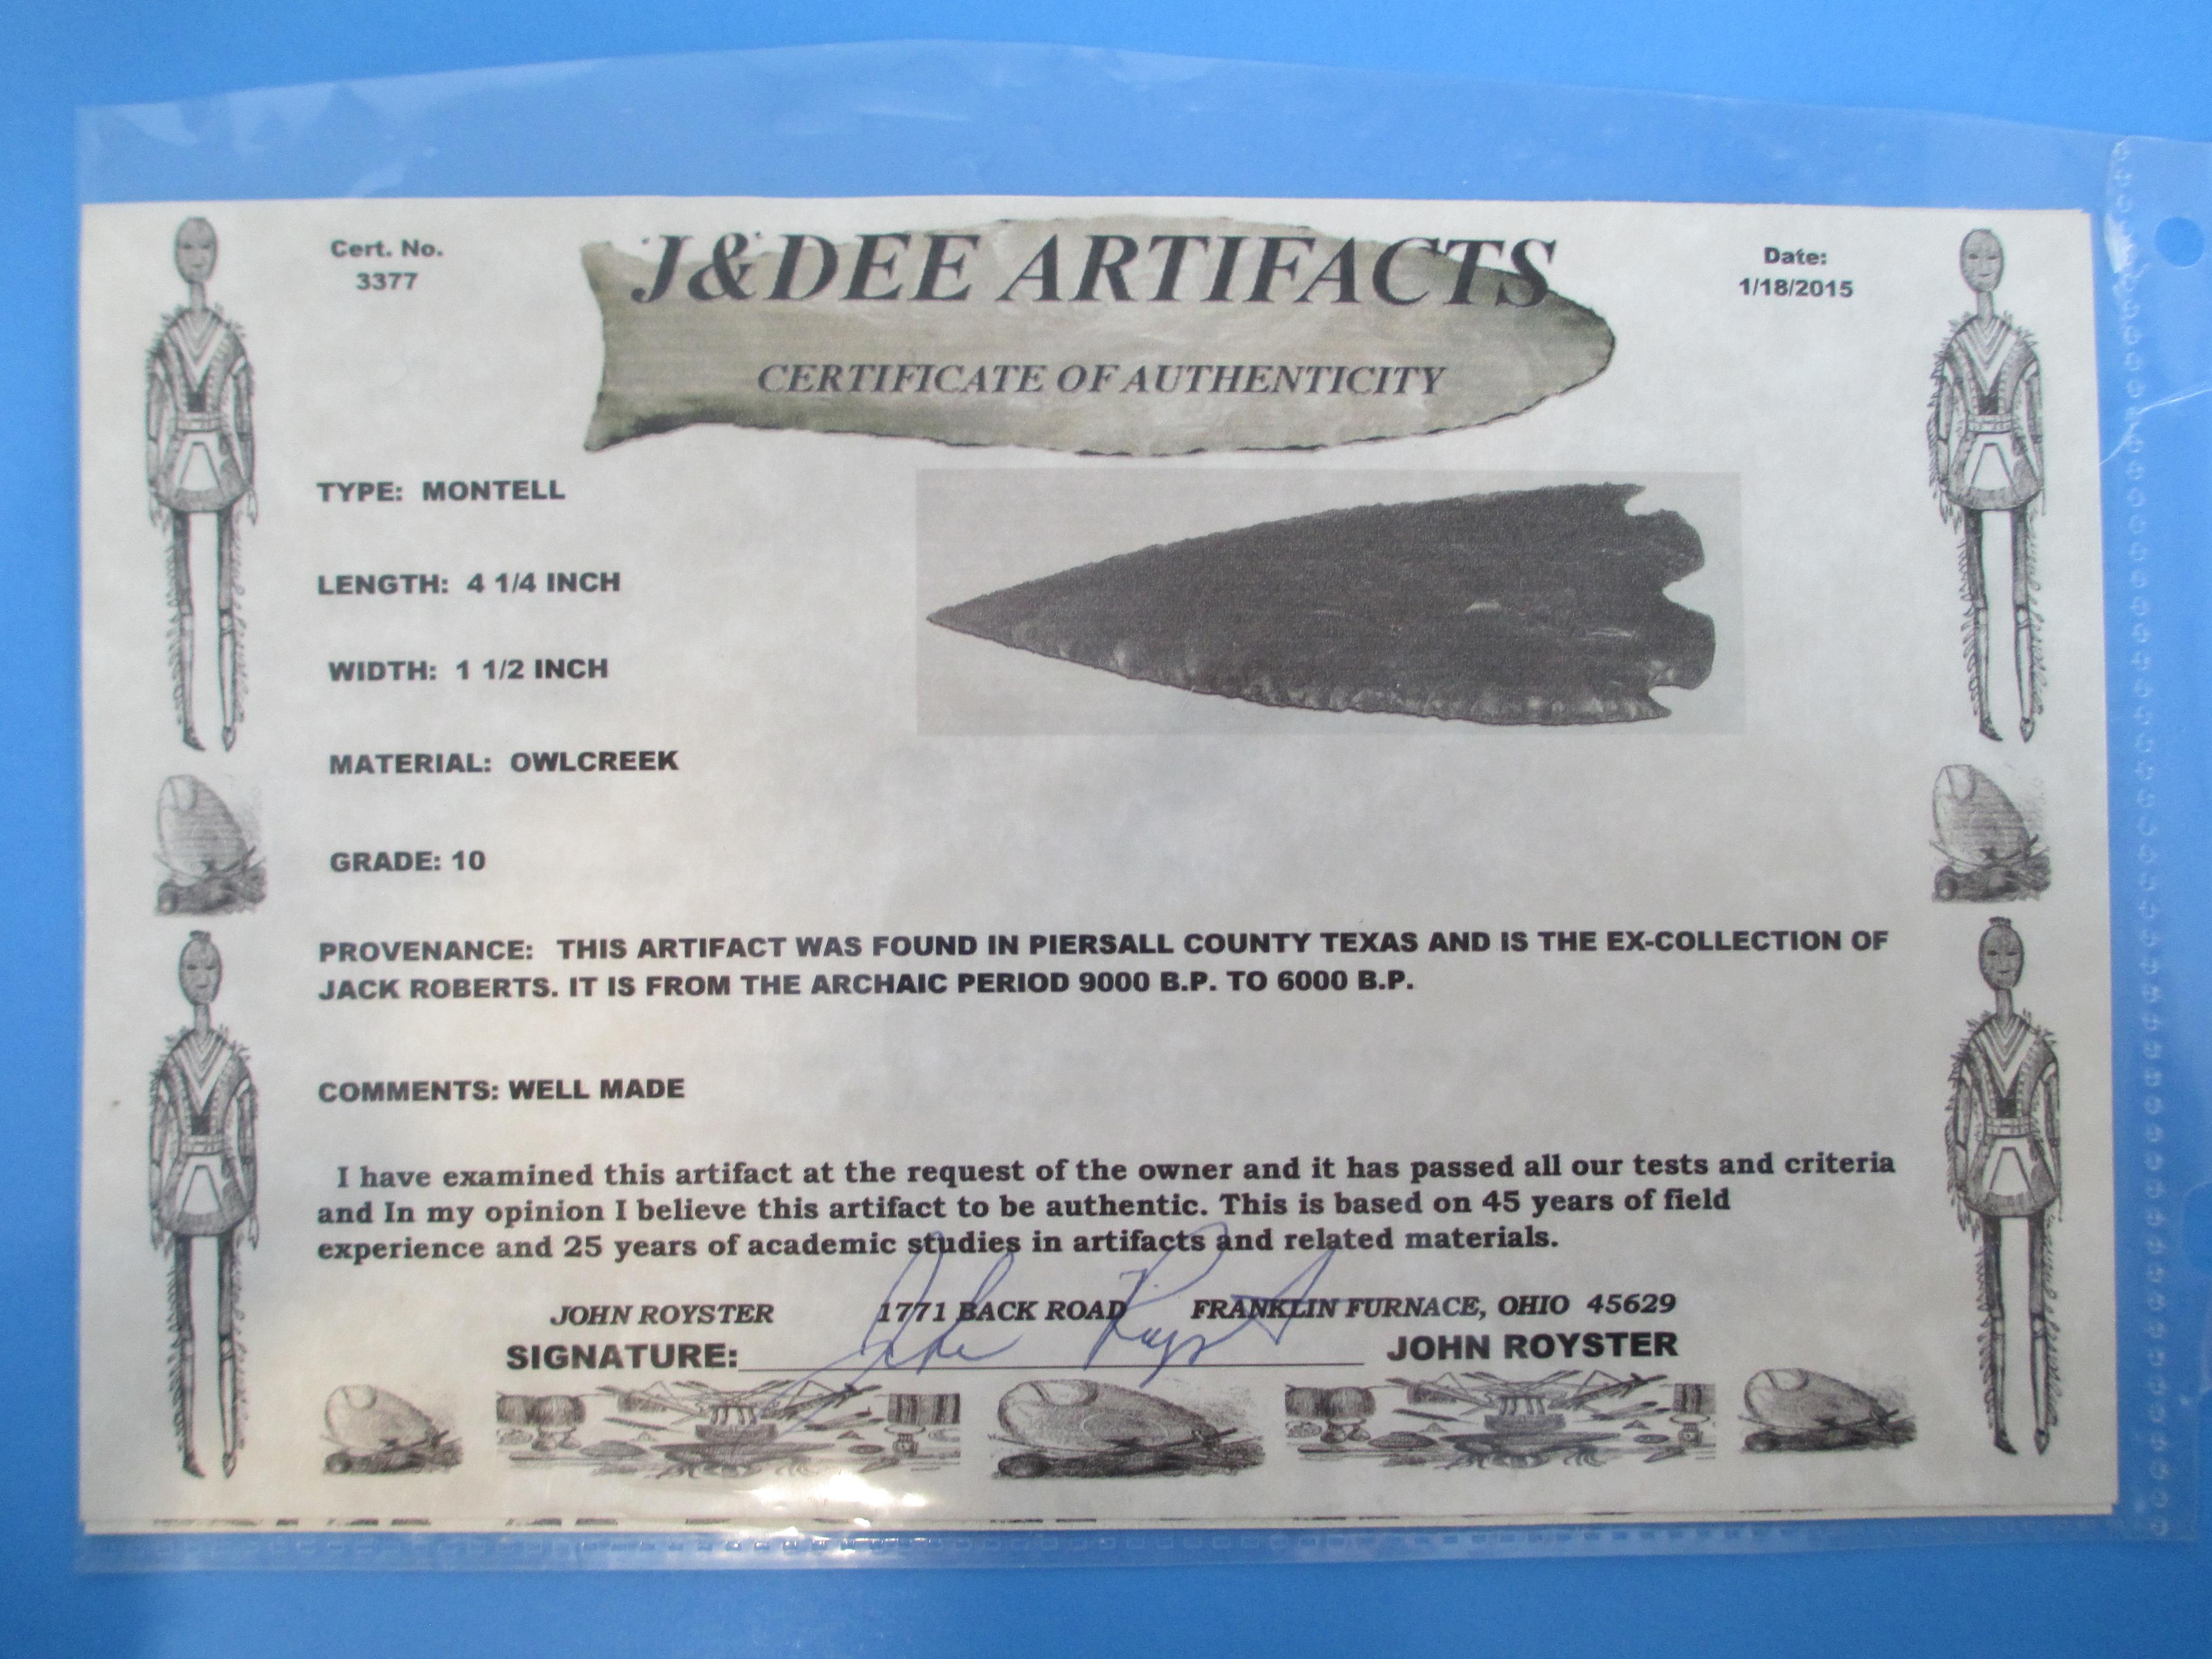 Cert. No.
3377
J&DEE ARTIFACTS
CERTIFICATE OF AUTHENTICITY
Date:
1/18/2015
TYPE: MONTELL
LENGTH: 4 1/4 INCH
WIDTH: 1 1/2 INCH
MATERIAL: OWLCREEK
GRADE: 10
PROVENANCE: THIS ARTIFACT WAS FOUND IN PIERSALL COUNTY TEXAS AND IS THE EX-COLLECTION OF
JACK ROBERTS. IT IS FROM THE ARCHAIC PERIOD 9000 B.P. TO 6000 B.P.
COMMENTS: WELL MADE
I have examined this artifact at the request of the owner and it has passed all our tests and criteria
and In my opinion I believe this artifact to be authentic. This is based on 45 years of field
experience and 25 years of academic studies in artifacts and related materials.
JOHN ROYSTER 1771 BACK ROAD FRANKLIN FURNACE, OHIO 45629
SIGNATURE: John Royster JOHN ROYSTER